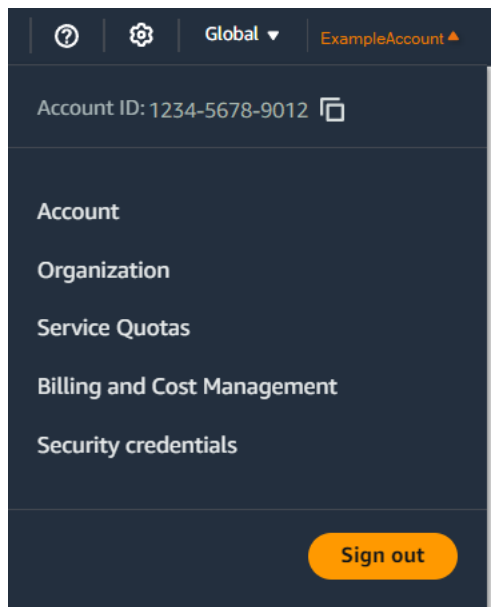 Global ExampleAccount
Account ID: 1234-5678-9012
Account
Organization
Service Quotas
Billing and Cost Management
Security credentials
Sign out